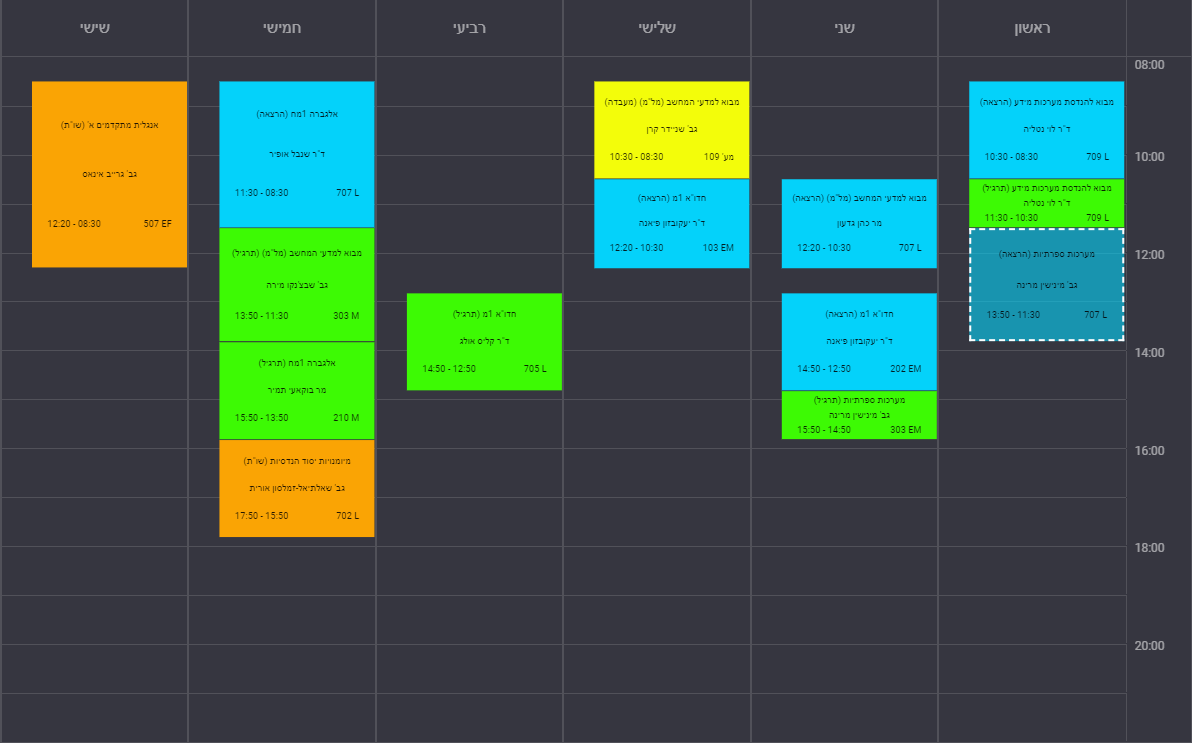 ראשון
שני
שלישי
רביעי
חמישי
שישי
מבוא להנדסת מערכות מידע (הרצאה)
ד"ר לוי נטליה
709 L
08:30 - 10:30
מבוא להנדסת מערכות מידע (תרגיל)
ד"ר לוי נטליה
709 L
10:30 - 11:30
מערכות ספרתיות (הרצאה)
גב' מינישין מרינה
707 L
11:30 - 13:50
מבוא למדעי המחשב (מל"מ) (הרצאה)
מר כהן גדעון
707 L
10:30 - 12:20
חדו"א 1מ (הרצאה)
ד"ר יעקובזון פיאנה
202 EM
12:50 - 14:50
מערכות ספרתיות (תרגיל)
גב' מינישין מרינה
303 EM
14:50 - 15:50
מבוא למדעי המחשב (מל"מ) (מעבדה)
גב' שניידר קרן
מע' 109
08:30 - 10:30
חדו"א 1מ (הרצאה)
ד"ר יעקובזון פיאנה
103 EM
10:30 - 12:20
חדו"א 1מ (תרגיל)
ד"ר קליס אולג
705 L
12:50 - 14:50
אלגברה 1מח (הרצאה)
ד"ר שנבל אופיר
707 L
08:30 - 11:30
מבוא למדעי המחשב (מל"מ) (תרגיל)
גב' שבצ'נקו מירה
303 M
11:30 - 13:50
אלגברה 1מח (תרגיל)
מר בוקאעי תמיר
210 M
13:50 - 15:50
מיומנויות יסוד הנדסיות (שו"ת)
גב' שאלתיאל-זמלסון אורית
702 L
15:50 - 17:50
אנגלית מתקדמים א' (שו"ת)
גב' גרייב אינאס
507 EF
08:30 - 12:20
08:00
10:00
12:00
14:00
16:00
18:00
20:00